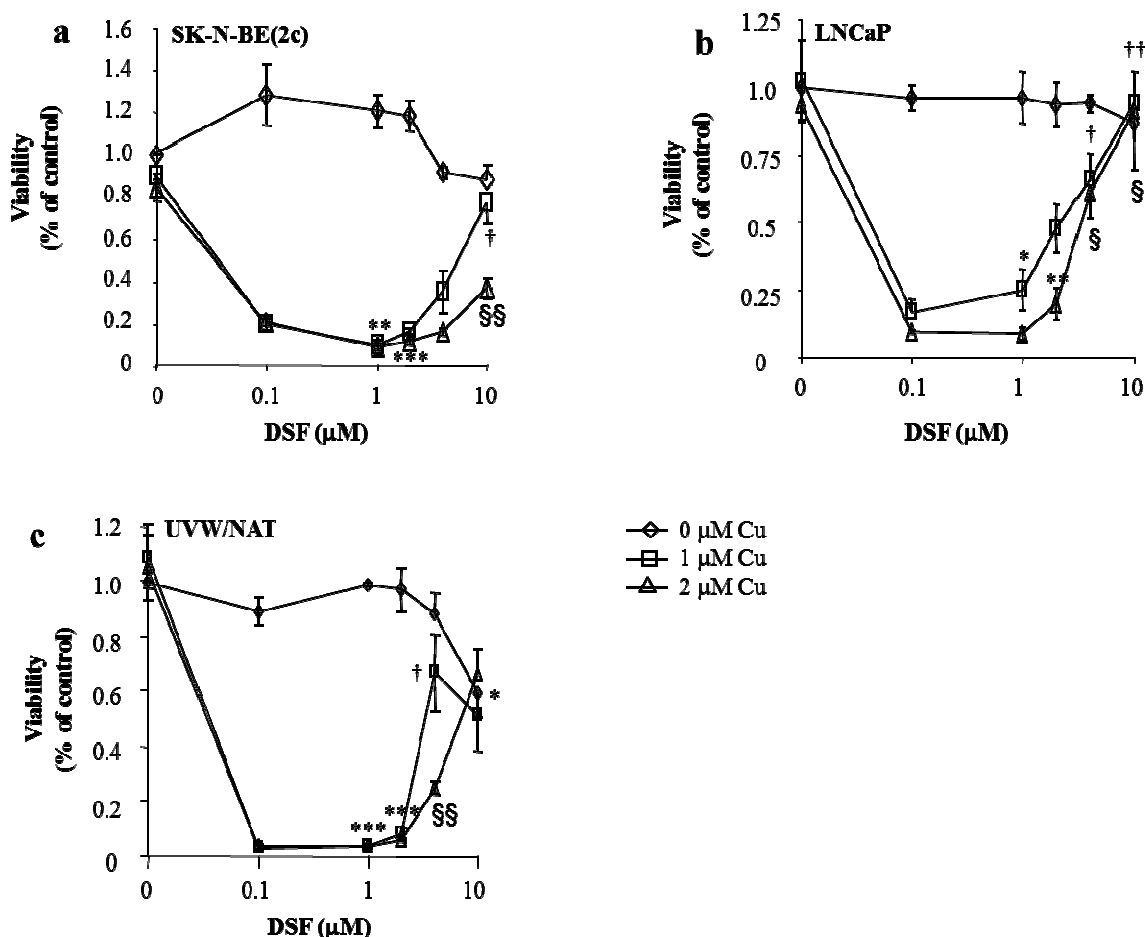 a
SK-N-BE(2c)
1.6
1.4
1.2
1.0
0.8
0.6
0.4
0.2
0
Viability
(% of control)
**
***
†
§§
0 0.1 1 10
DSF (μM)
b
LNCaP
1.25
1.0
0.75
0.5
0.25
0
Viability
(% of control)
*
**
†
§
††
§
0 0.1 1 10
DSF (μM)
c
UVW/NAT
1.2
1.0
0.8
0.6
0.4
0.2
0
Viability
(% of control)
***
***
†
§§
*
0 0.1 1 10
DSF (μM)
0 μM Cu
1 μM Cu
2 μM Cu